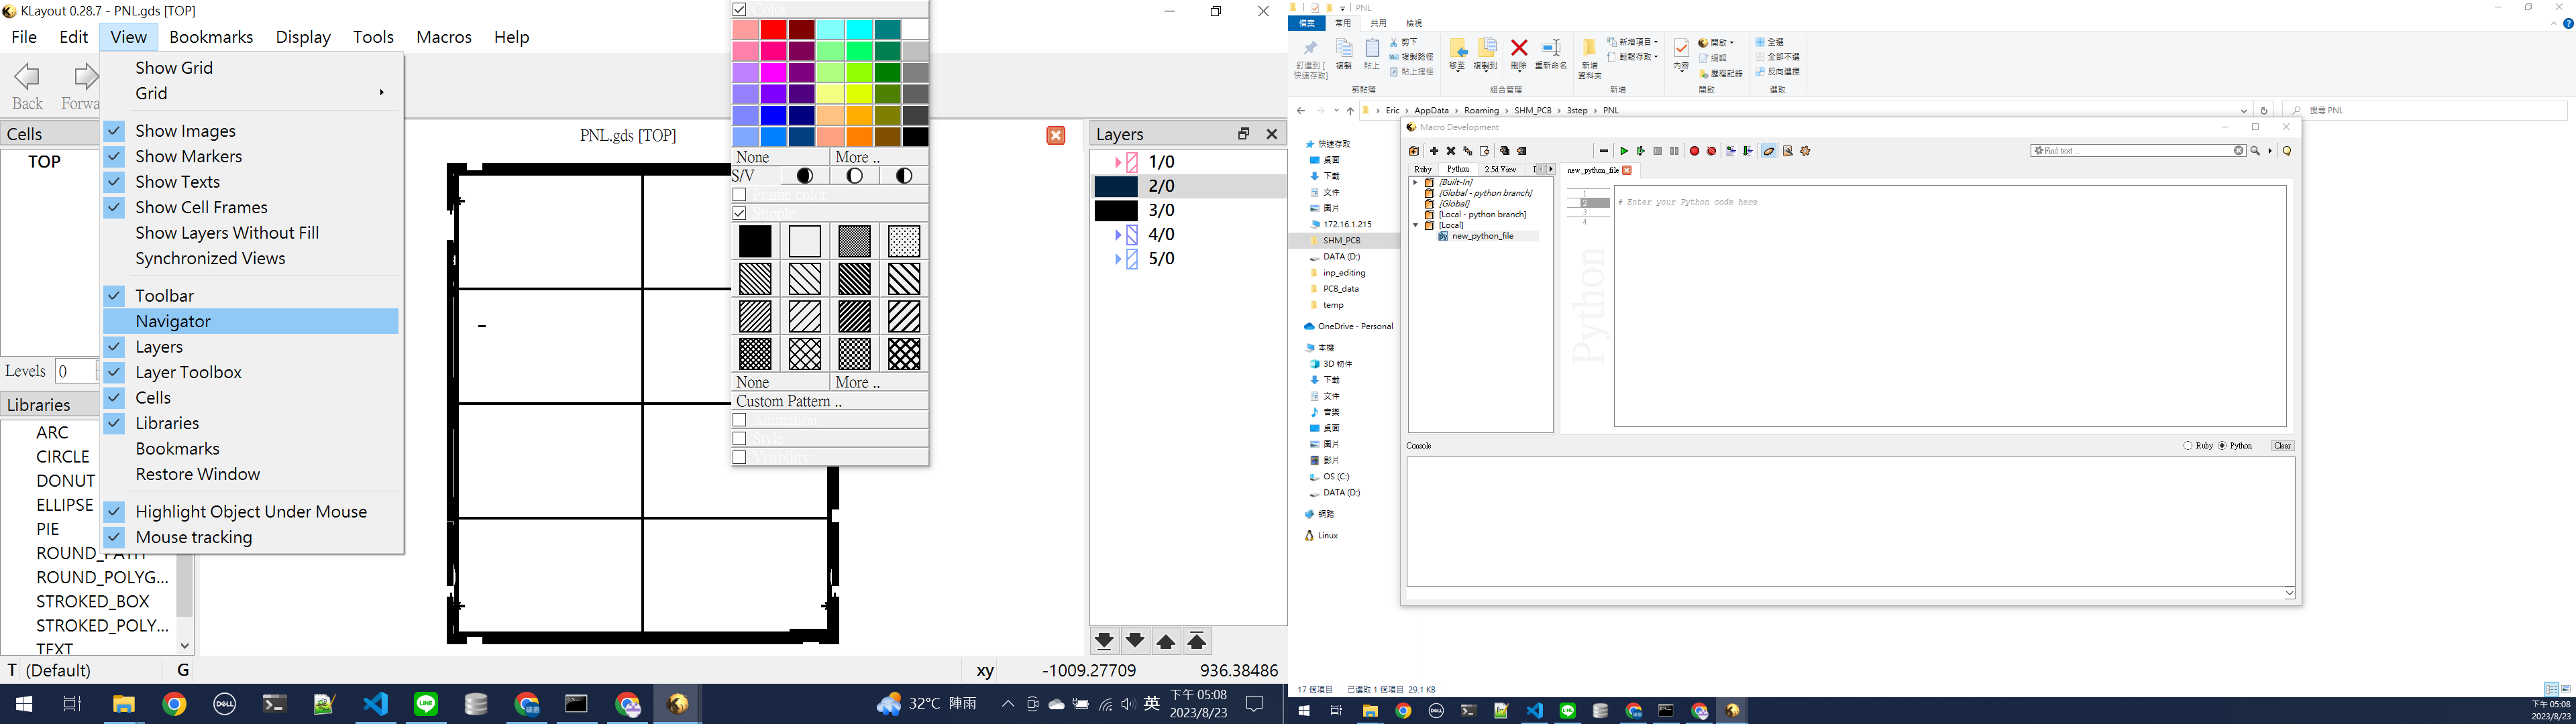 KLayout 0.28.7 - PNL.gds [TOP]
File Edit View Bookmarks Display Tools Macros Help
Back Forwa
Show Grid
Grid
Show Images
Show Markers
Show Texts
Show Cell Frames
Show Layers Without Fill
Synchronized Views
Toolbar
Navigator
Layers
Layer Toolbox
Cells
Libraries
Bookmarks
Restore Window
Highlight Object Under Mouse
Mouse tracking
Cells
TOP
Levels 0
Libraries
ARC
CIRCLE
DONUT
ELLIPSE
PIE
ROUND_PATH
ROUND_POLYG...
STROKED_BOX
STROKED_POLY...
TEXT
T (Default) G
xy -1009.27709 936.38486
PNL.gds [TOP]
Color
None More ..
S/V
Frame color
Stipple
None More ..
Custom Pattern ..
Animation
Style
Visibility
Layers
1/0
2/0
3/0
4/0
5/0
32°C 陣雨
英
下午 05:08
2023/8/23
PNL
檔案 常用 共用 檢視
釘選到 [
快速存取]
複製
貼上
剪下
複製路徑
貼上捷徑
剪貼簿
移至
複製到
刪除
重新命名
組合管理
新增
資料夾
新增項目
輕鬆存取
新增
內容
開啟
編輯
歷程記錄
開啟
全選
全部不選
反向選擇
選取
Eric AppData Roaming SHM_PCB 3step PNL
搜尋 PNL
快速存取
桌面
下載
文件
圖片
172.16.1.215
SHM_PCB
DATA (D:)
inp_editing
PCB_data
temp
OneDrive - Personal
本機
3D 物件
下載
文件
音樂
桌面
圖片
影片
OS (C:)
DATA (D:)
網路
Linux
Macro Development
Find text ...
Ruby Python 2.5d View
[Built-In]
[Global - python branch]
[Global]
[Local - python branch]
[Local]
new_python_file
new_python_file
1
2 # Enter your Python code here
3
4
Python
Console
Ruby Python Clear
17 個項目 已選取 1 個項目 29.1 KB
下午 05:08
2023/8/23